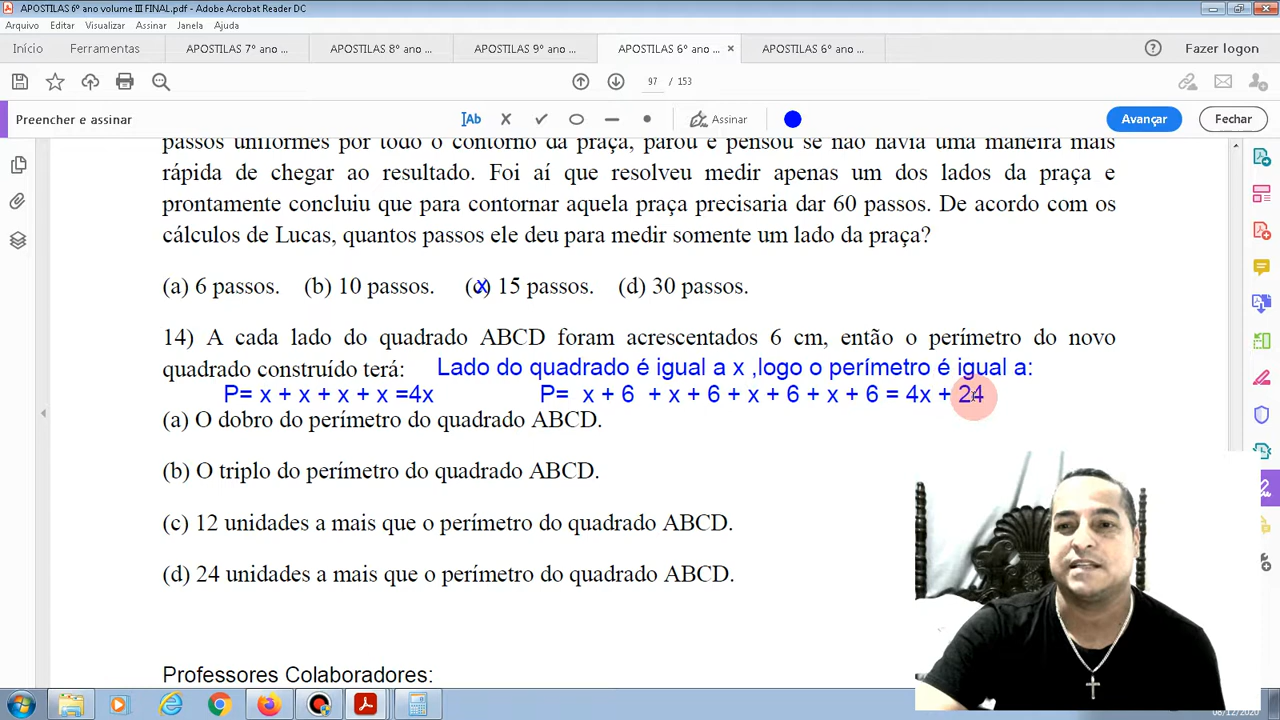 APOSTILAS 6º ano volume III FINAL.pdf - Adobe Acrobat Reader DC
Arquivo Editar Visualizar Assinar Janela Ajuda
Início Ferramentas APOSTILAS 7º ano ... APOSTILAS 8º ano ... APOSTILAS 9º ano ... APOSTILAS 6º ano ... × APOSTILAS 6º ano ... Fazer logon
97 / 153
Preencher e assinar Ab Assinar Avançar Fechar
passos uniformes por todo o contorno da praça, parou e pensou se não havia uma maneira mais
rápida de chegar ao resultado. Foi aí que resolveu medir apenas um dos lados da praça e
prontamente concluiu que para contornar aquela praça precisaria dar 60 passos. De acordo com os
cálculos de Lucas, quantos passos ele deu para medir somente um lado da praça?
(a) 6 passos. (b) 10 passos. (c) 15 passos. (d) 30 passos.
14) A cada lado do quadrado ABCD foram acrescentados 6 cm, então o perímetro do novo
quadrado construído terá: Lado do quadrado é igual a x ,logo o perímetro é igual a:
P= x + x + x + x =4x P= x + 6 + x + 6 + x + 6 + x + 6 = 4x + 24
(a) O dobro do perímetro do quadrado ABCD.
(b) O triplo do perímetro do quadrado ABCD.
(c) 12 unidades a mais que o perímetro do quadrado ABCD.
(d) 24 unidades a mais que o perímetro do quadrado ABCD.
Professores Colaboradores: